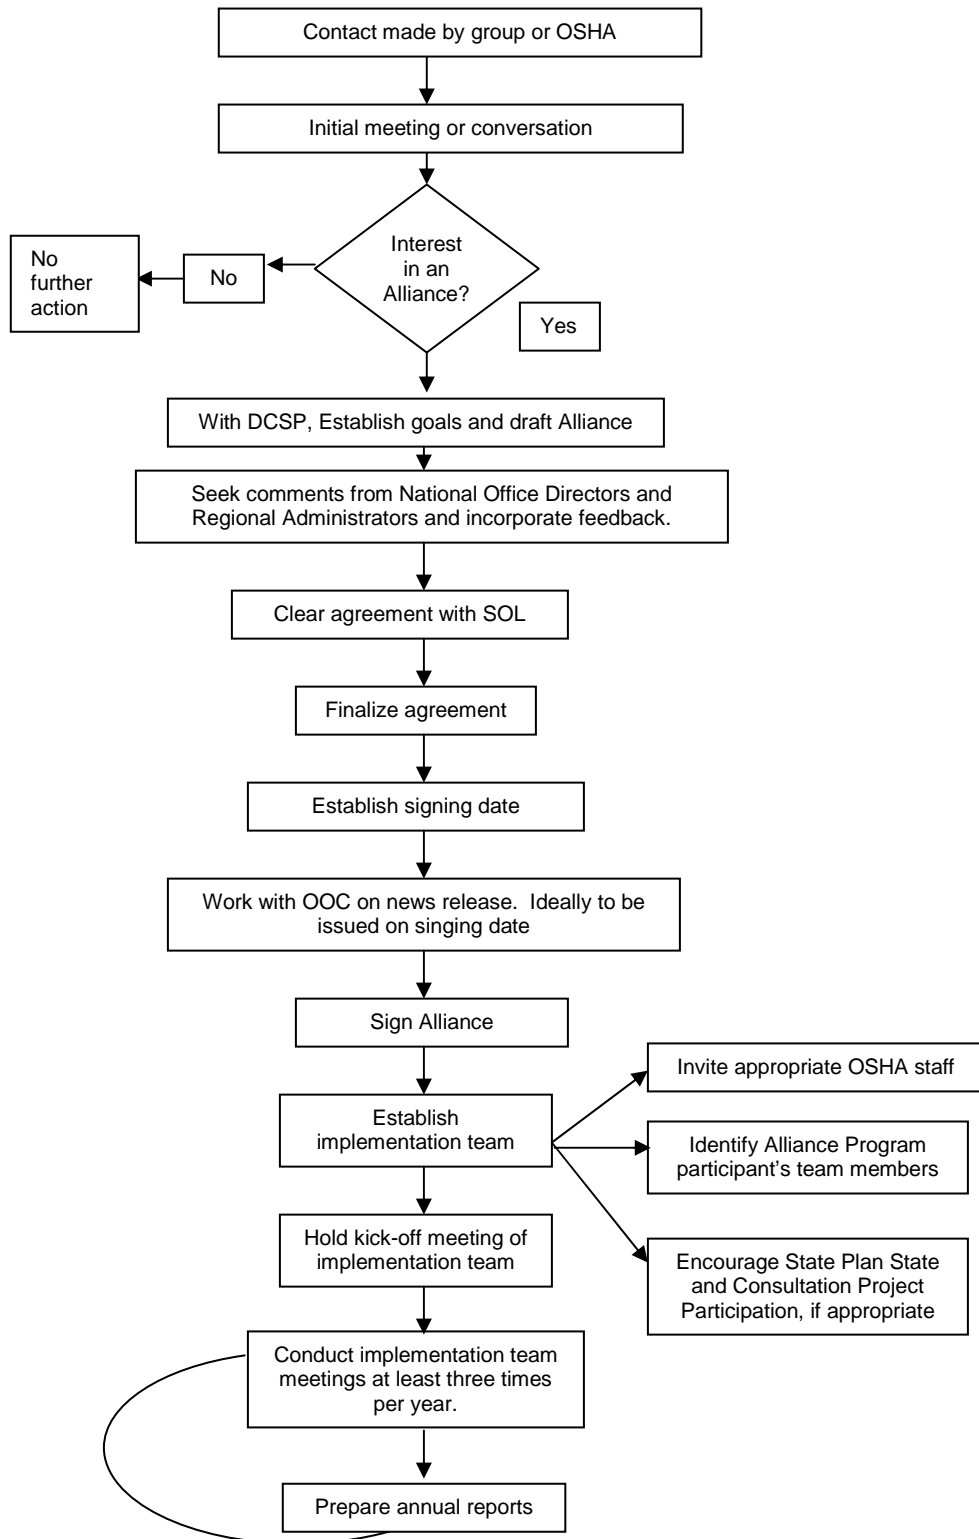 Contact made by group or OSHA
Initial meeting or conversation
Interest
in an
Alliance?
No
No
further
action
Yes
With DCSP, Establish goals and draft Alliance
Seek comments from National Office Directors and
Regional Administrators and incorporate feedback.
Clear agreement with SOL
Finalize agreement
Establish signing date
Work with OOC on news release.  Ideally to be
issued on singing date
Sign Alliance
Establish
implementation team
Invite appropriate OSHA staff
Identify Alliance Program
participant’s team members
Encourage State Plan State
and Consultation Project
Participation, if appropriate
Hold kick-off meeting of
implementation team
Conduct implementation team
meetings at least three times
per year.
Prepare annual reports